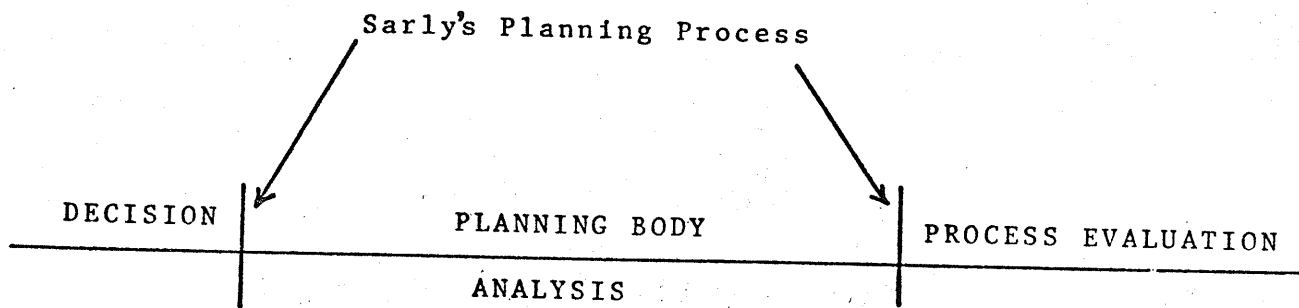 Sarly's Planning Process
DECISION
PLANNING BODY
PROCESS EVALUATION
ANALYSIS